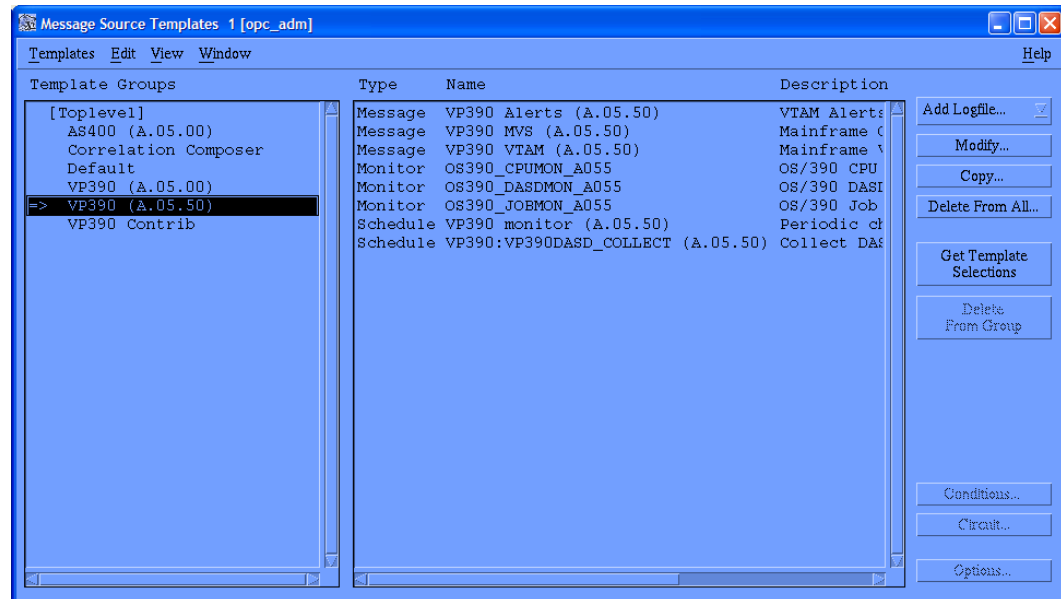 Message Source Templates 1 [opc_adm]
Templates Edit View Window Help
Template Groups
[Toplevel]
AS400 (A.05.00)
Correlation Composer
Default
VP390 (A.05.00)
=> VP390 (A.05.50)
VP390 Contrib
Type Name Description
Message VP390 Alerts (A.05.50) VTAM Alerts
Message VP390 MVS (A.05.50) Mainframe
Message VP390 VTAM (A.05.50) Mainframe
Monitor OS390_CPUMON_A055 OS/390 CPU
Monitor OS390_DASDMON_A055 OS/390 DASD
Monitor OS390_JOBMON_A055 OS/390 Job
Schedule VP390 monitor (A.05.50) Periodic
Schedule VP390:VP390DASD_COLLECT (A.05.50) Collect DAS
Add Logfile...
Modify...
Copy...
Delete From All...
Get Template
Selections
Delete
From Group
Conditions...
Circuit...
Options...